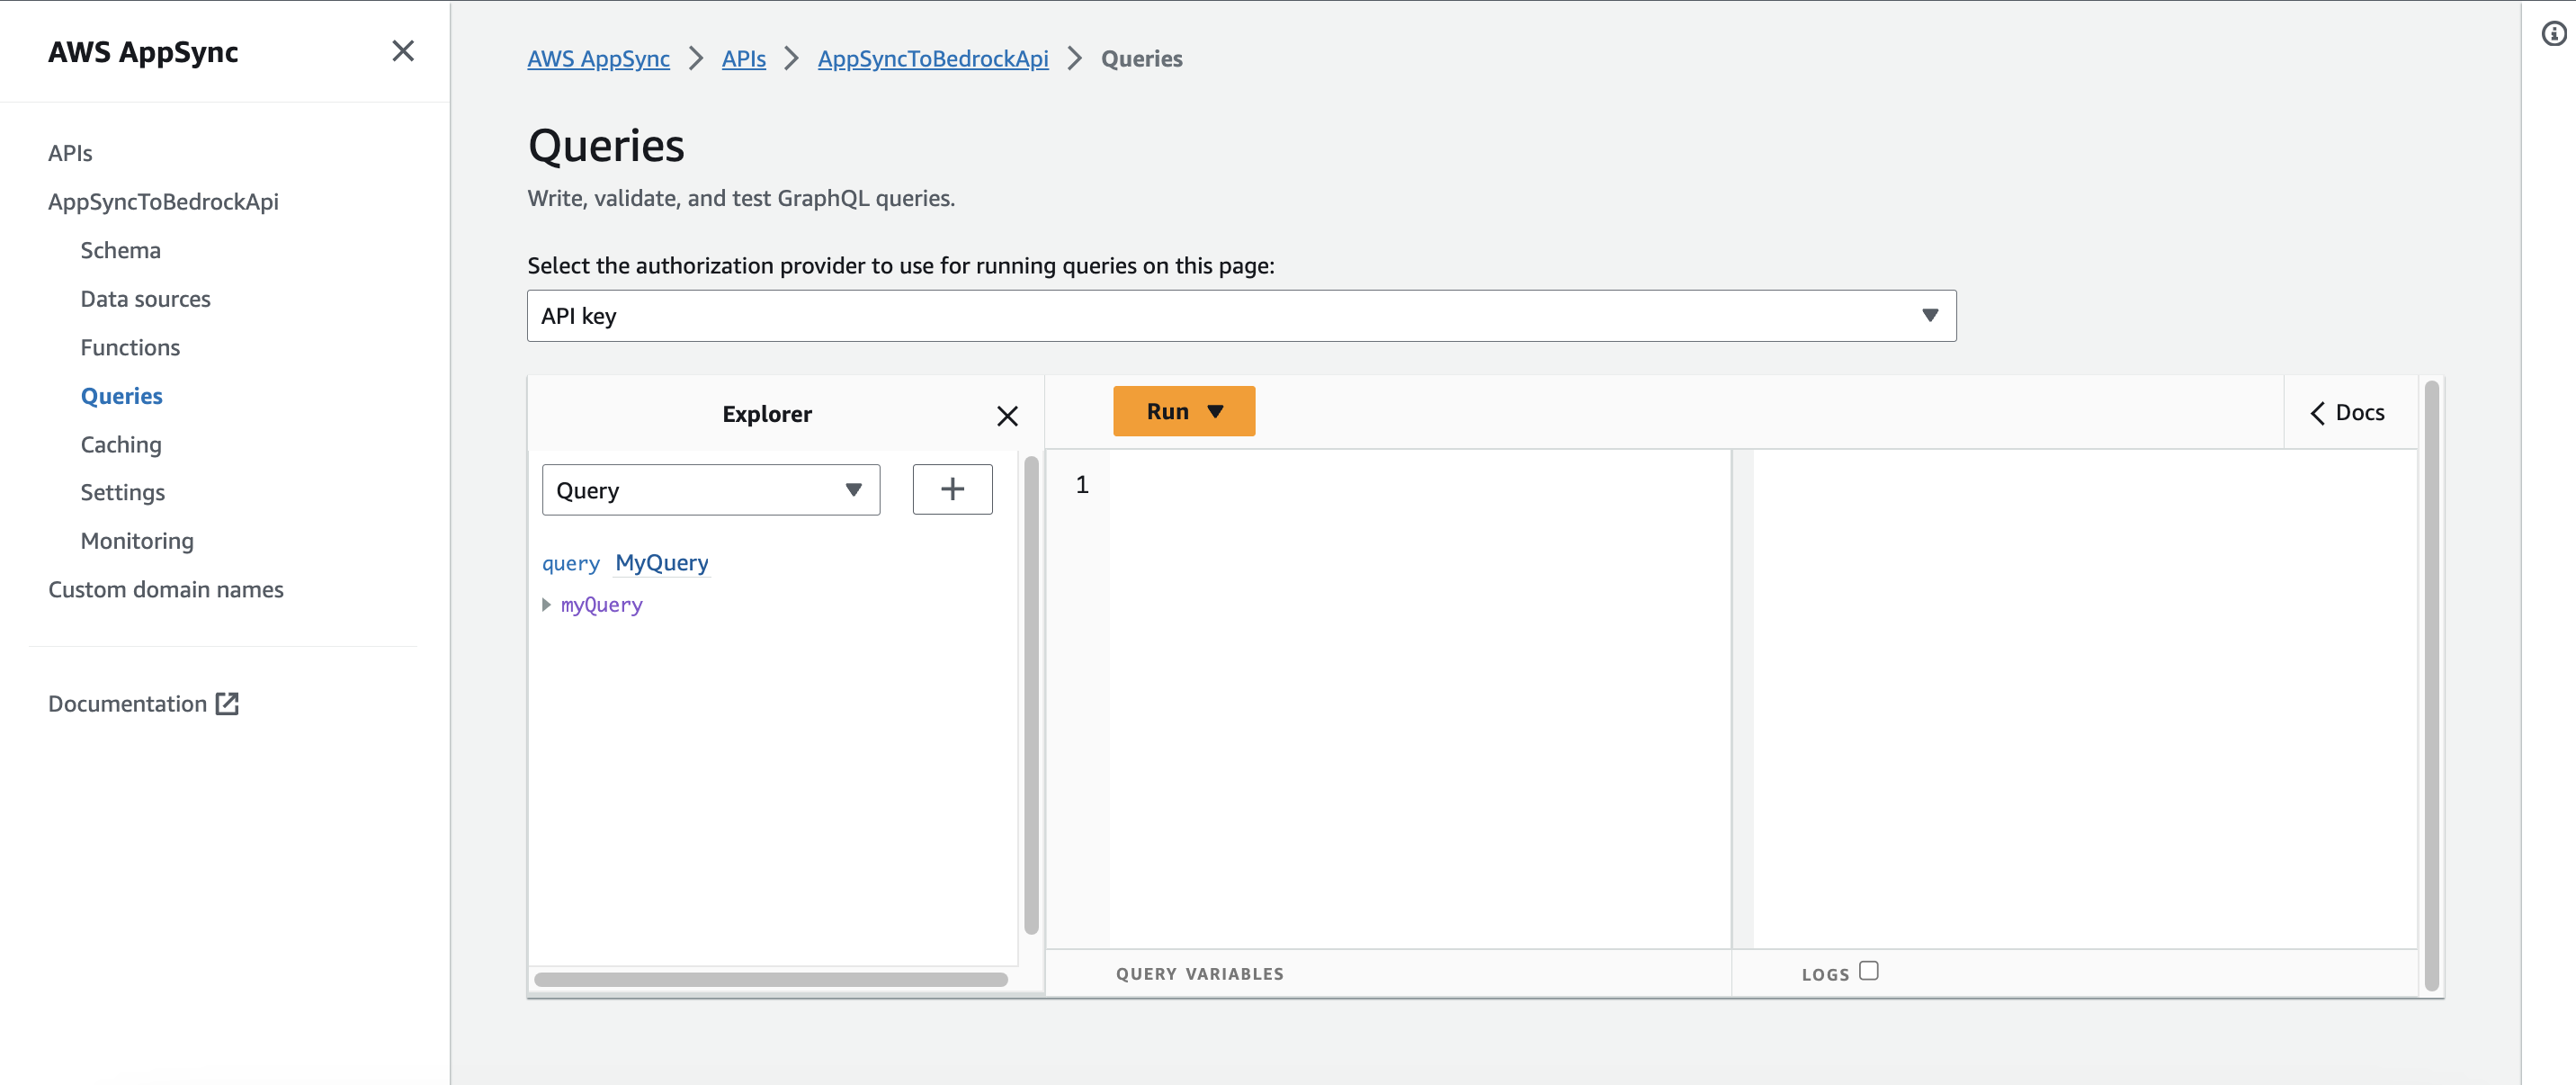 AWS AppSync
APIs
AppSyncToBedrockApi
Schema
Data sources
Functions
Queries
Caching
Settings
Monitoring
Custom domain names
Documentation
AWS AppSync > APIs > AppSyncToBedrockApi > Queries
Queries
Write, validate, and test GraphQL queries.
Select the authorization provider to use for running queries on this page:
API key
Explorer
Query
query MyQuery
myQuery
Run
Docs
1
QUERY VARIABLES
LOGS